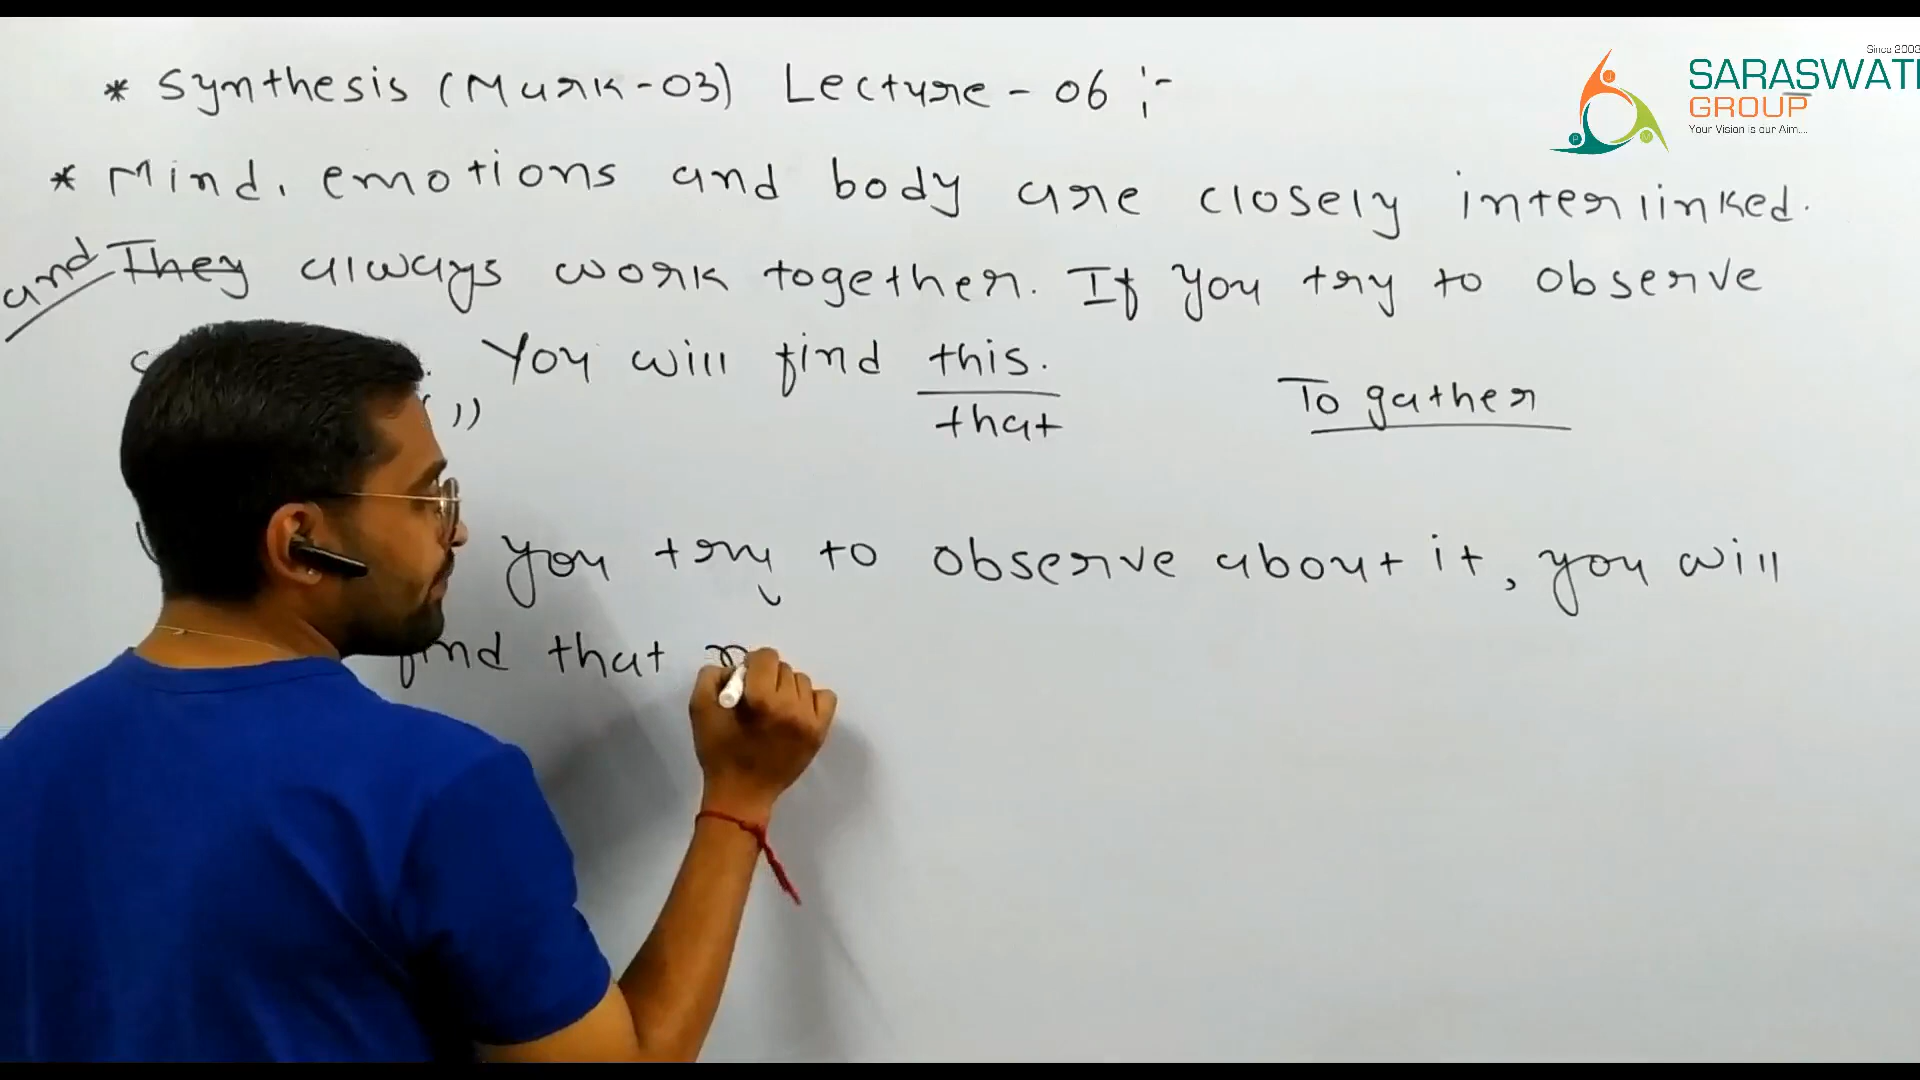 Since 2003
SARASWATI
GROUP
Your Vision is our Aim....
* Synthesis (Mark-03) Lecture - 06 :-
* Mind, emotions and body are closely interlinked.
and They always work together. If you try to observe
You will find this.
that
To gather
you try to observe about it, you will
find that